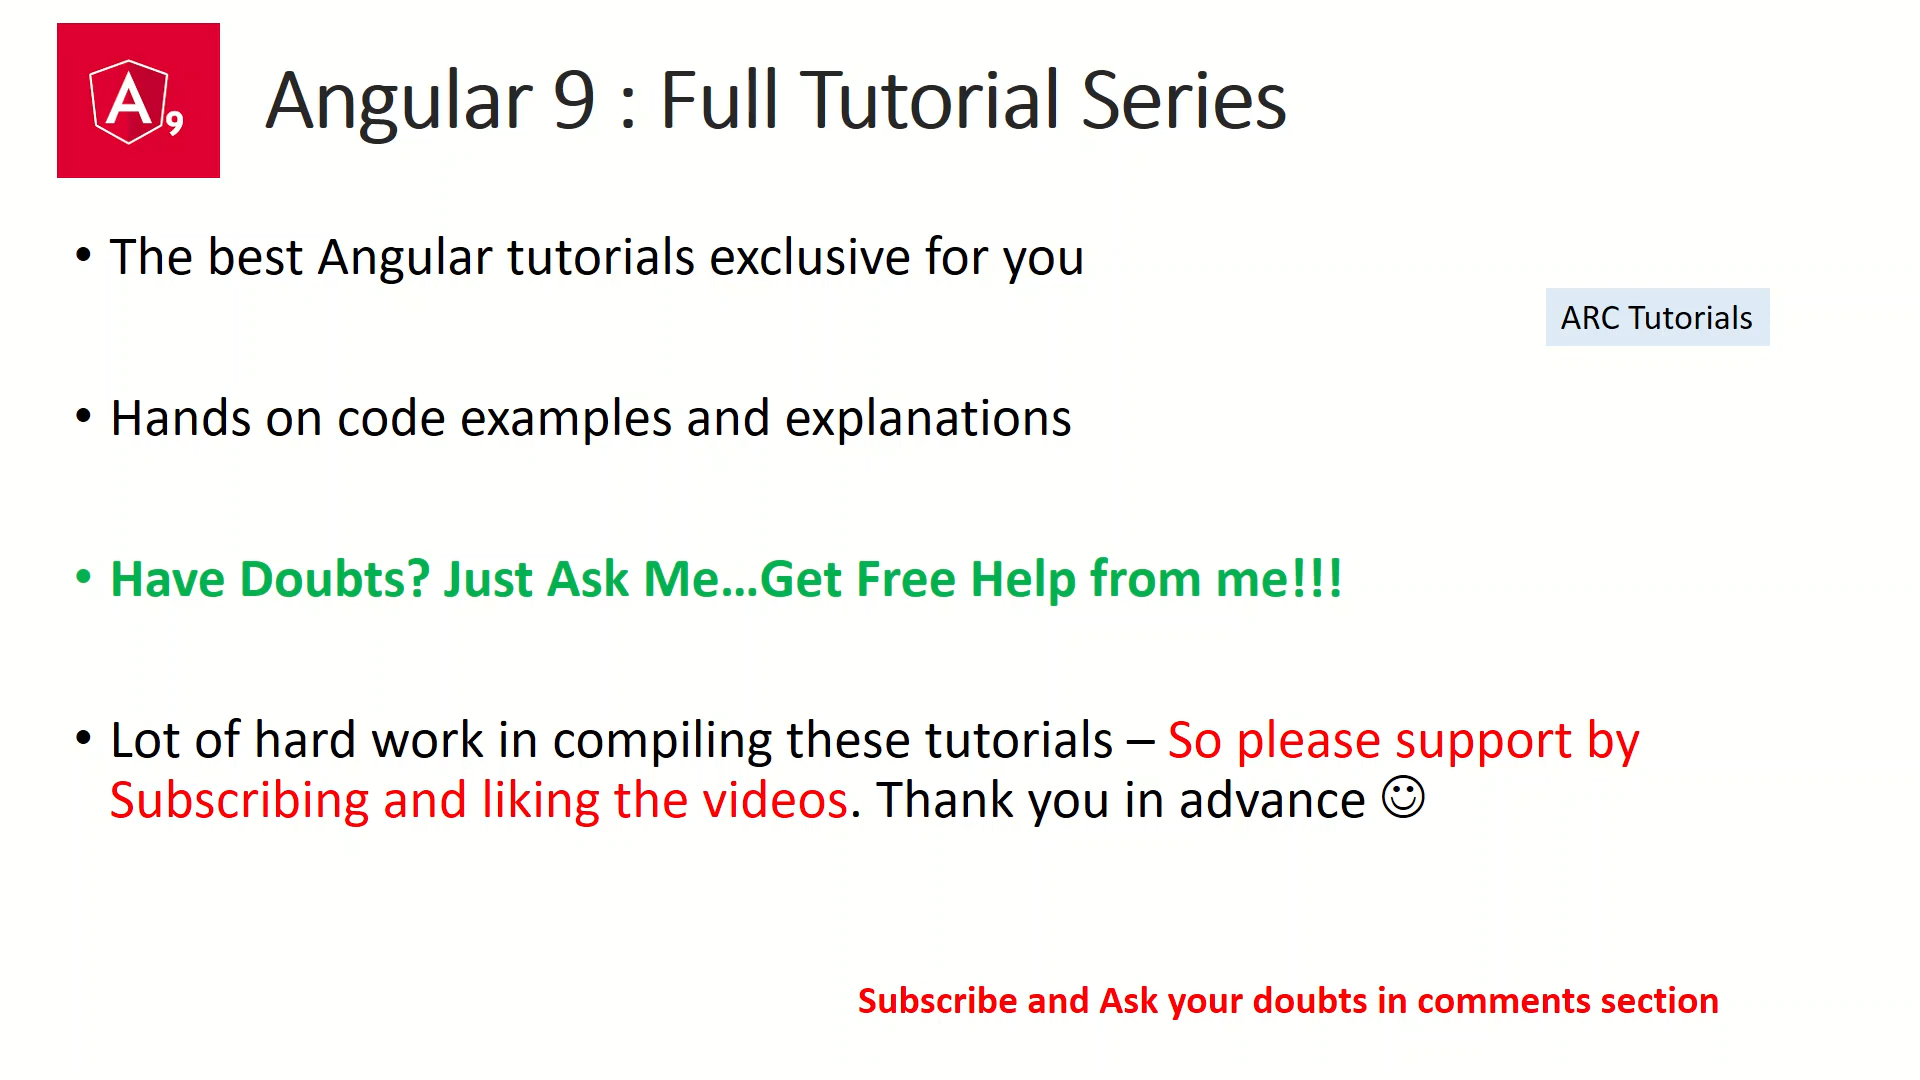 A9
Angular 9 : Full Tutorial Series
• The best Angular tutorials exclusive for you
ARC Tutorials
• Hands on code examples and explanations
• Have Doubts? Just Ask Me...Get Free Help from me!!!
• Lot of hard work in compiling these tutorials – So please support by
Subscribing and liking the videos. Thank you in advance ☺
Subscribe and Ask your doubts in comments section